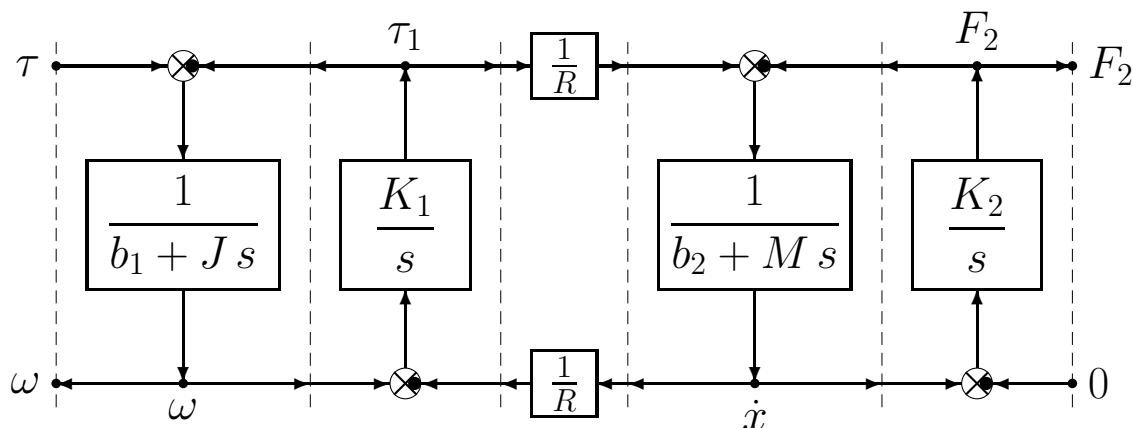 τ τ₁ 1/R F₂ F₂
1/(b₁ + J s) K₁/s 1/(b₂ + M s) K₂/s
ω ω 1/R ẋ 0